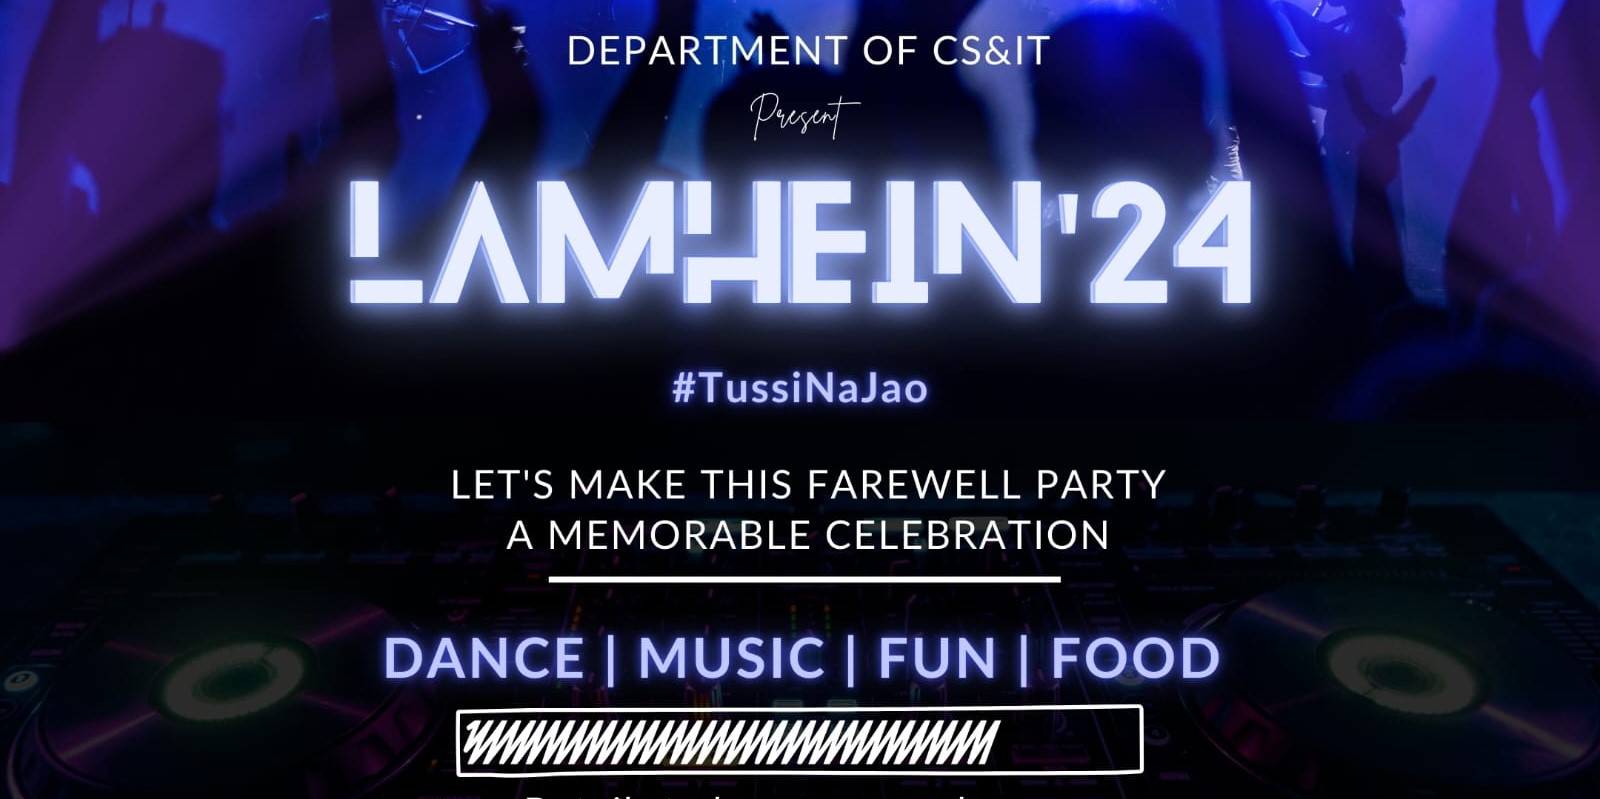 DEPARTMENT OF CS&IT
Present
LAMHEIN'24
#TussiNaJao
LET'S MAKE THIS FAREWELL PARTY
A MEMORABLE CELEBRATION
DANCE | MUSIC | FUN | FOOD